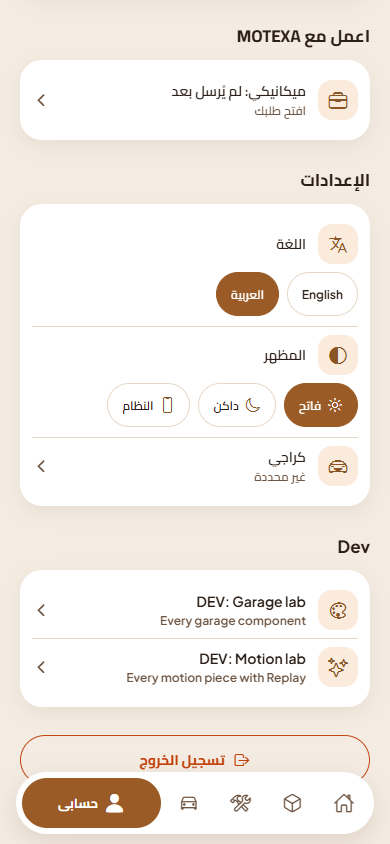 اعمل مع MOTEXA
ميكانيكي: لم يُرسل بعد
افتح طلبك
الإعدادات
اللغة
English
العربية
المظهر
فاتح
داكن
النظام
كراجي
غير محددة
Dev
DEV: Garage lab
Every garage component
DEV: Motion lab
Every motion piece with Replay
تسجيل الخروج
حسابي